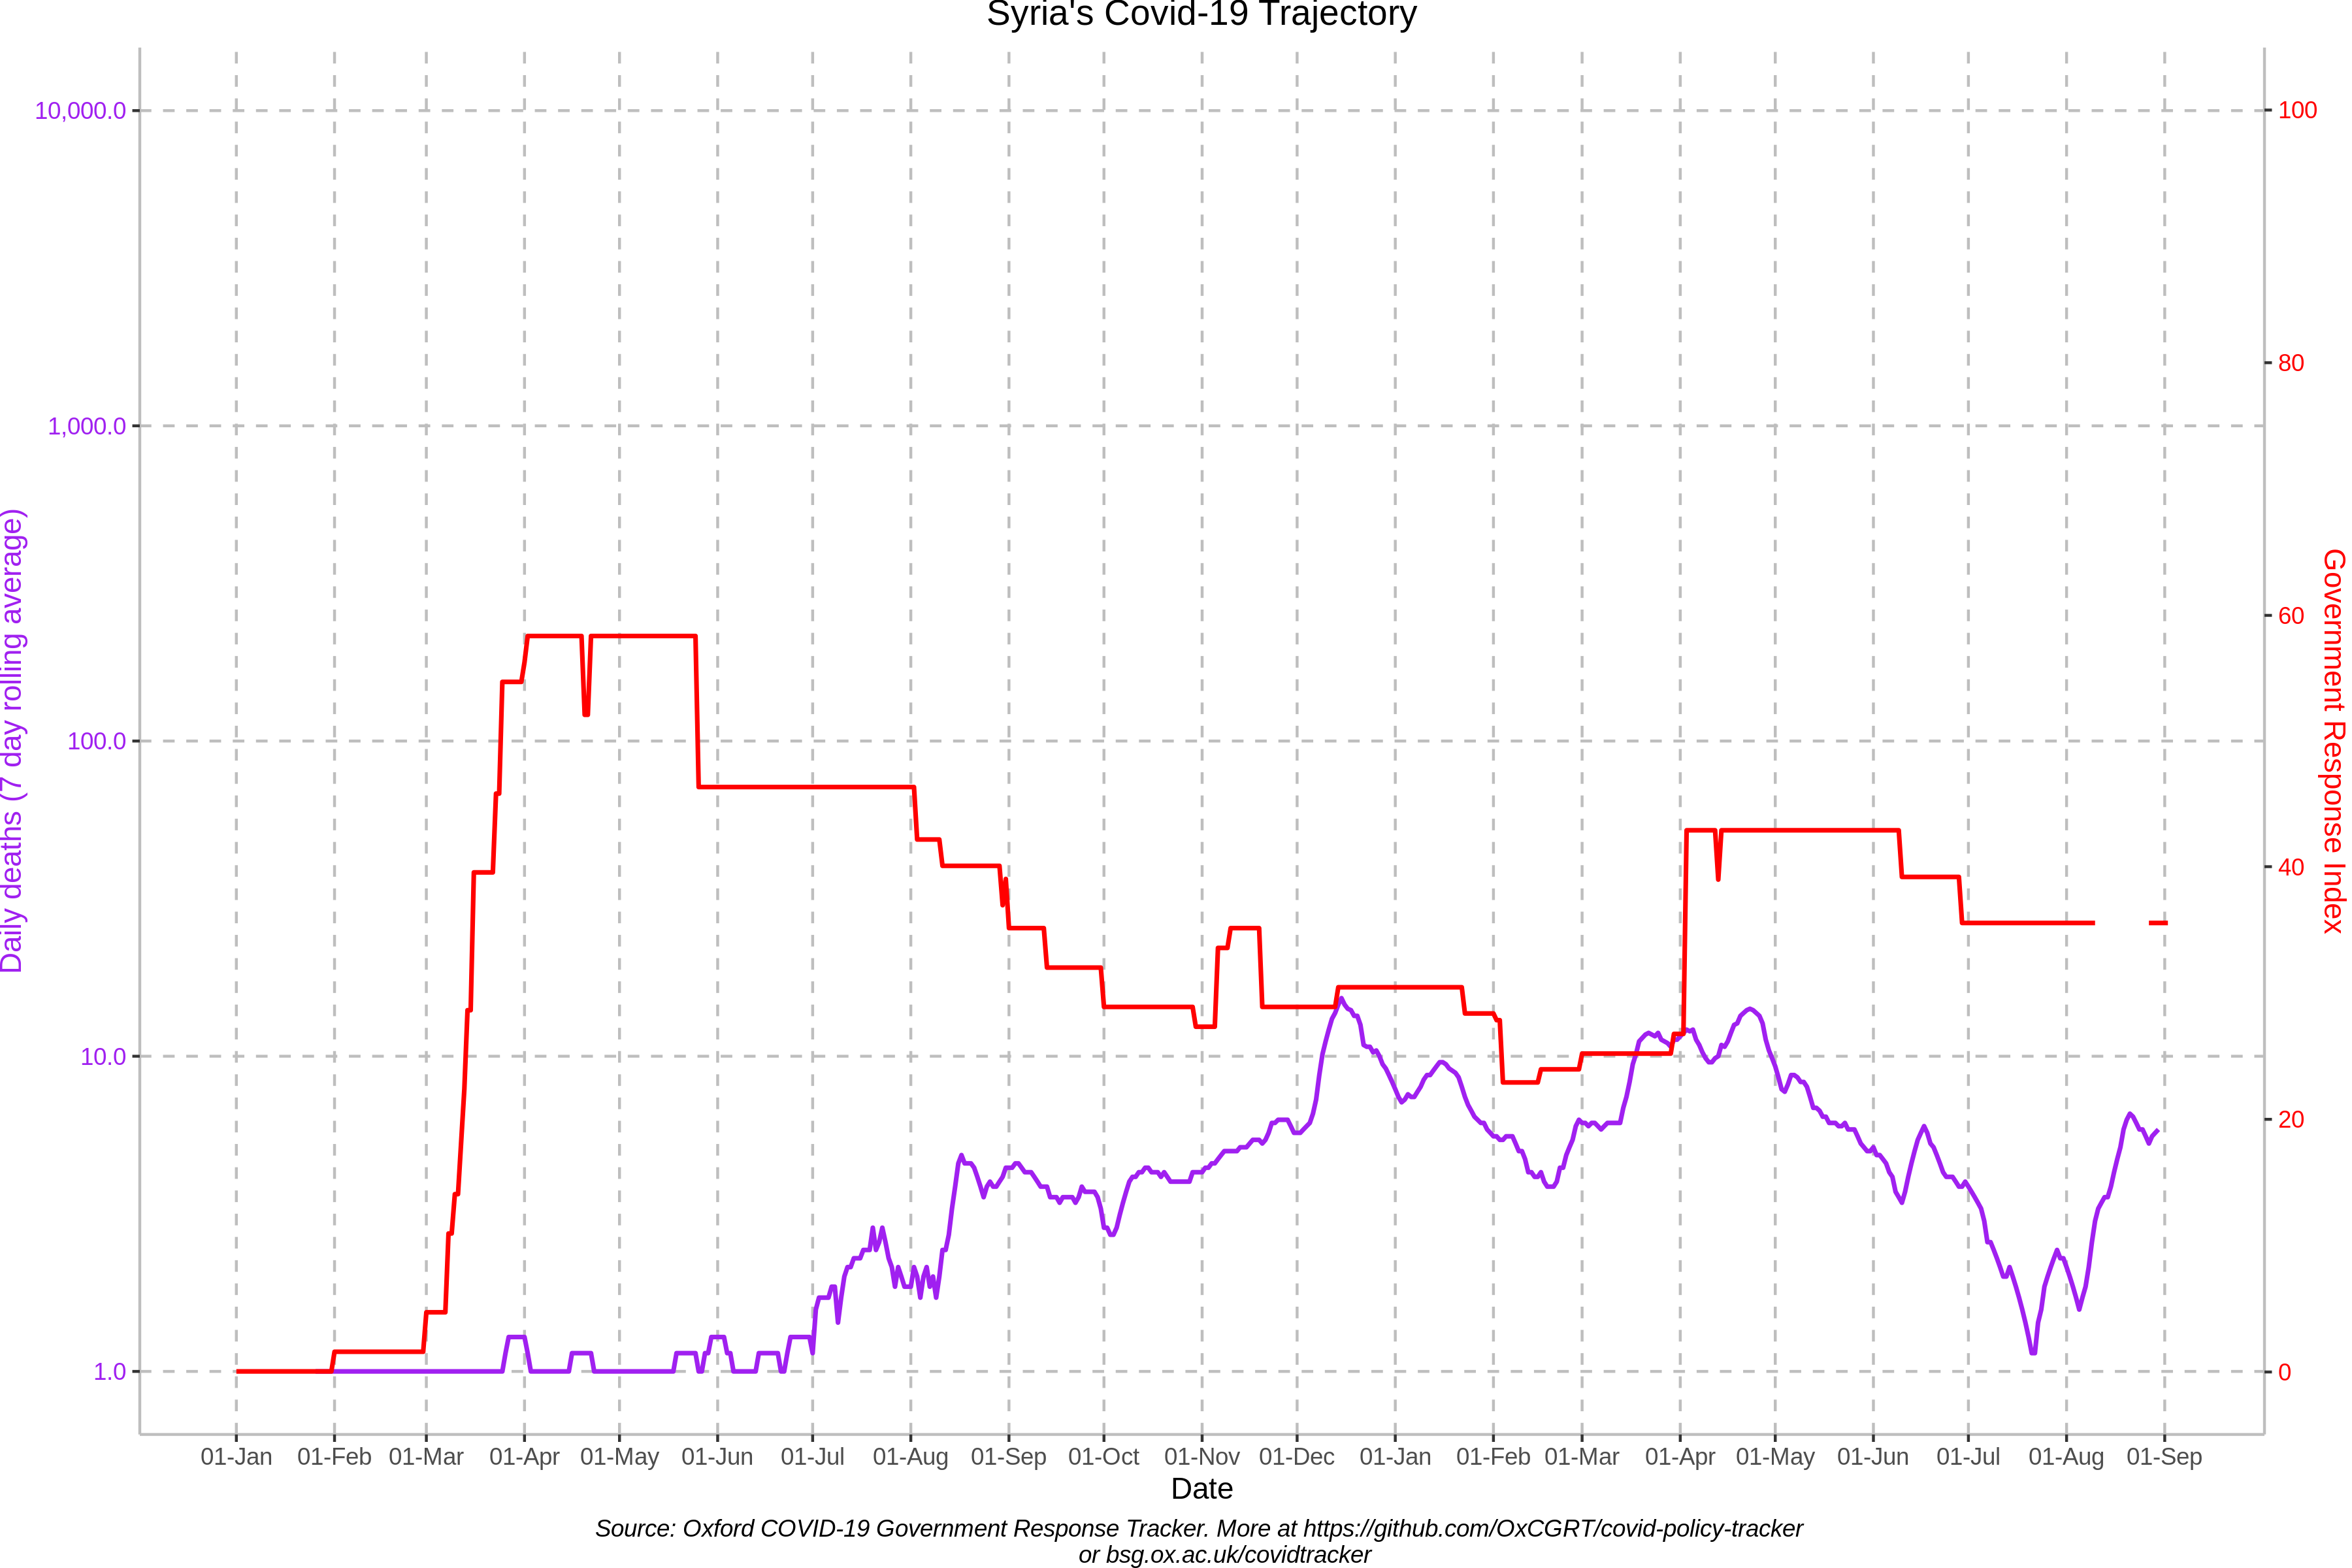 Syria's Covid-19 Trajectory
10,000.0
1,000.0
100.0
10.0
1.0
Daily deaths (7 day rolling average)
100
80
60
40
20
0
Government Response Index
01-Jan 01-Feb 01-Mar 01-Apr 01-May 01-Jun 01-Jul 01-Aug 01-Sep 01-Oct 01-Nov 01-Dec 01-Jan 01-Feb 01-Mar 01-Apr 01-May 01-Jun 01-Jul 01-Aug 01-Sep
Date
Source: Oxford COVID-19 Government Response Tracker. More at https://github.com/OxCGRT/covid-policy-tracker
or bsg.ox.ac.uk/covidtracker